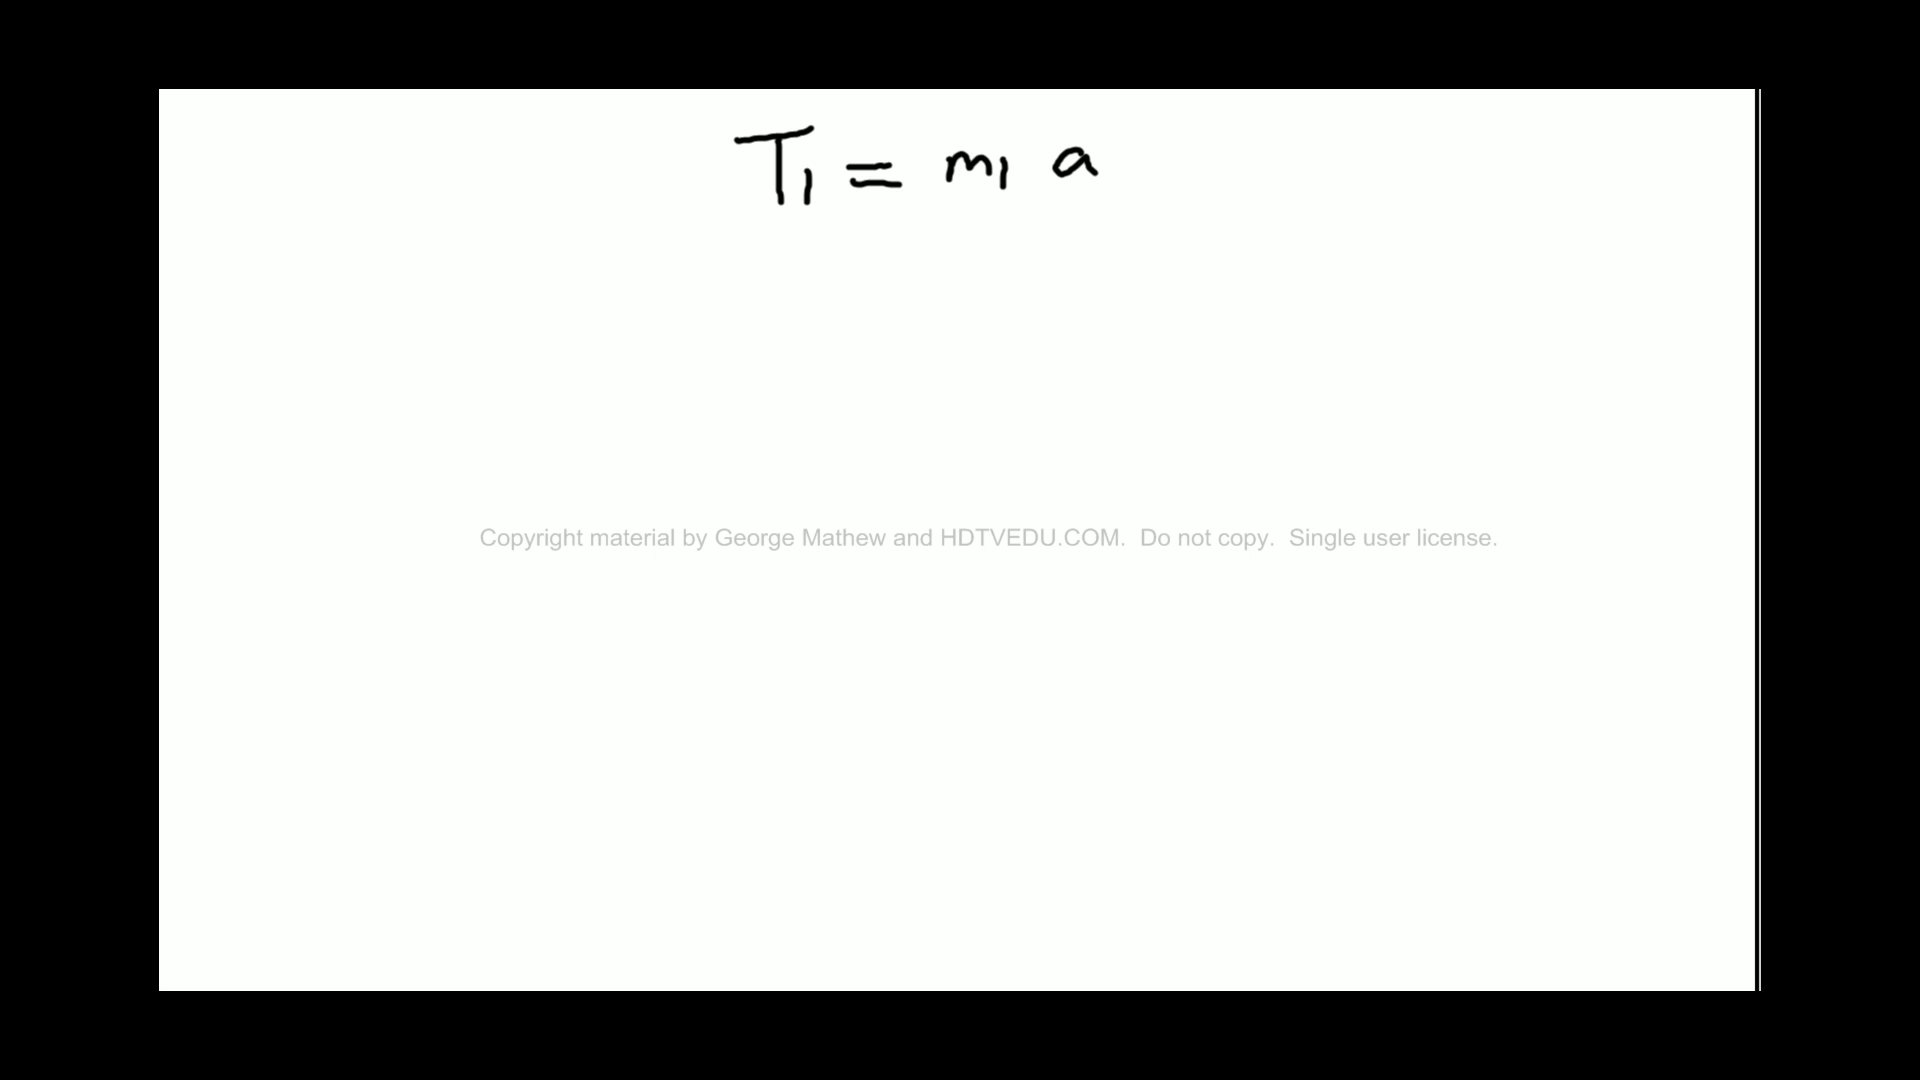 T₁ = m₁ a
Copyright material by George Mathew and HDTVEDU.COM.  Do not copy.  Single user license.